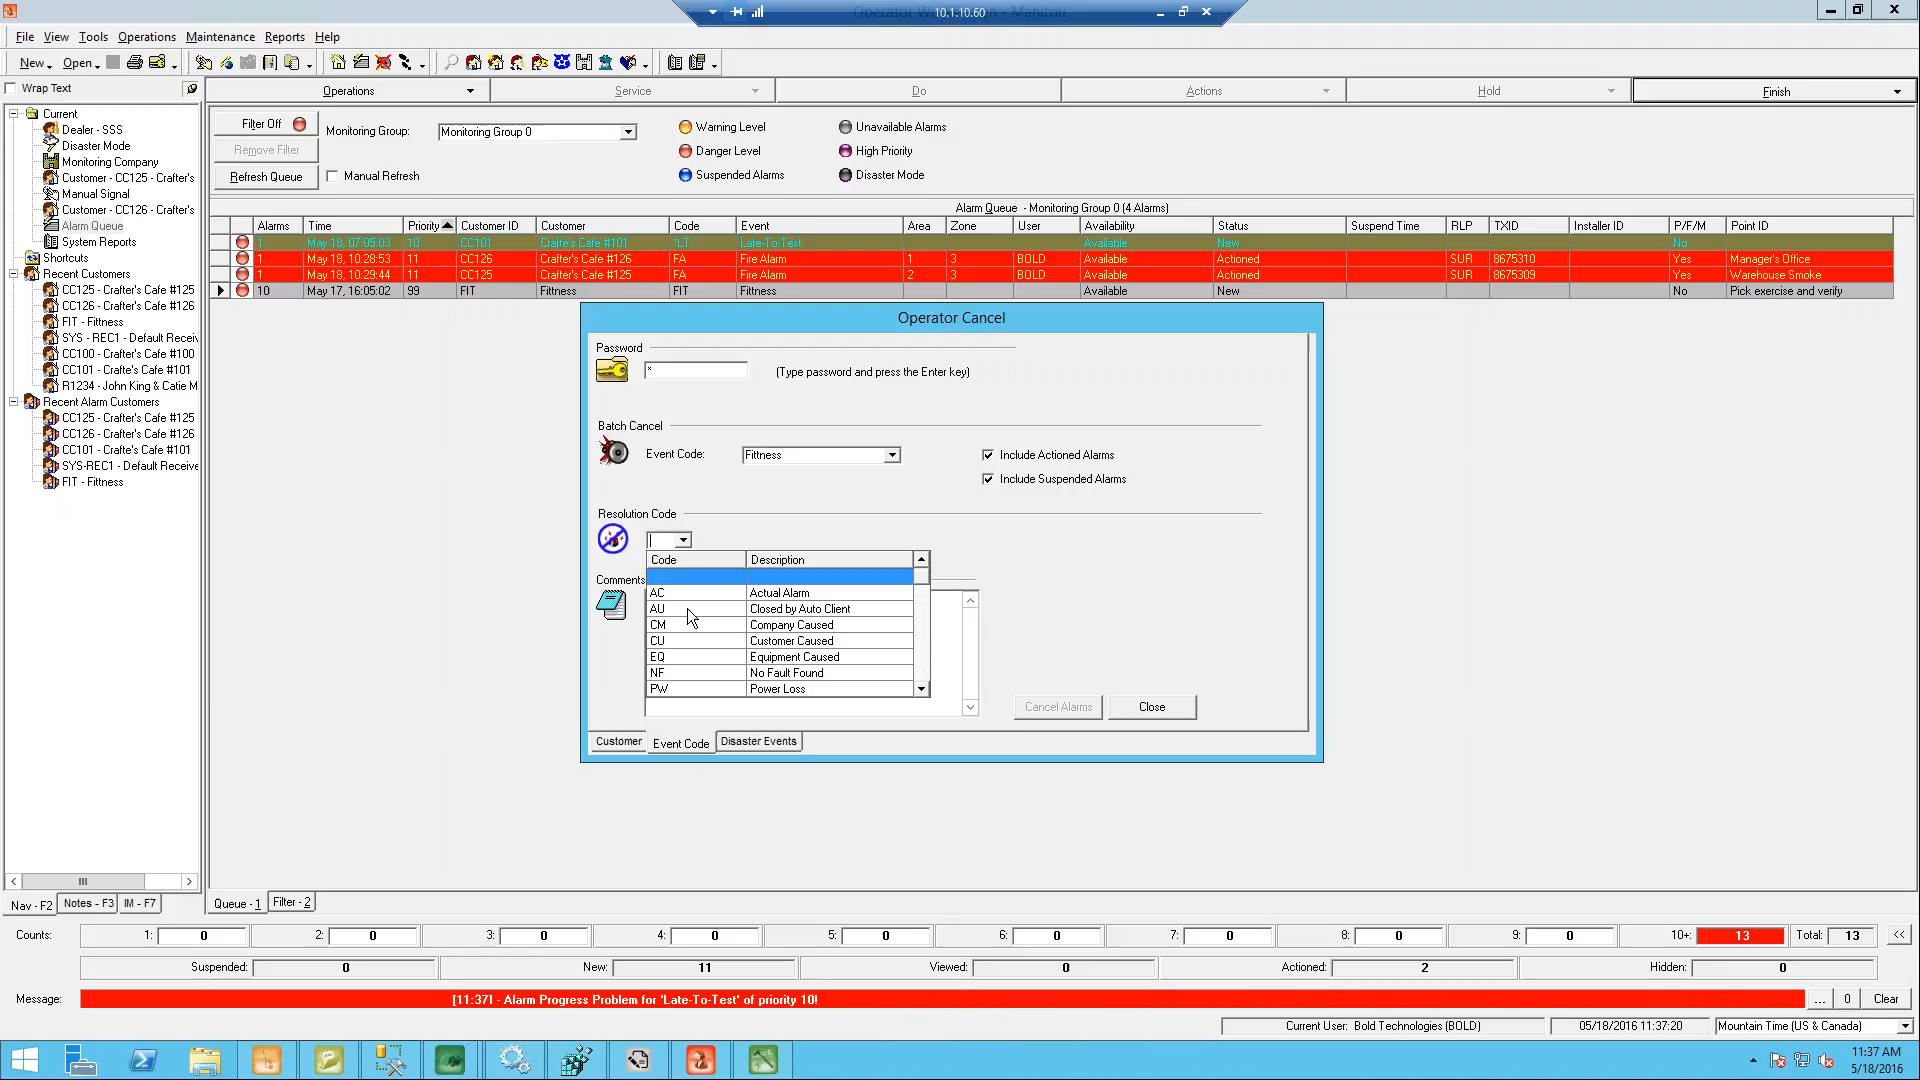 Operator Workstation - Manitou
10.1.10.60
File View Tools Operations Maintenance Reports Help
New Open
Wrap Text
Operations Service Do Actions Hold Finish
Current
Dealer - SSS
Disaster Mode
Monitoring Company
Customer - CC125 - Crafter's
Manual Signal
Customer - CC126 - Crafter's
Alarm Queue
System Reports
Shortcuts
Recent Customers
CC125 - Crafter's Cafe #125
CC126 - Crafter's Cafe #126
FIT - Fittness
SYS - REC1 - Default Receiv
CC100 - Crafter's Cafe #100
CC101 - Crafte's Cafe #101
R1234 - John King & Catie M
Recent Alarm Customers
CC125 - Crafter's Cafe #125
CC126 - Crafter's Cafe #126
CC101 - Crafte's Cafe #101
SYS-REC1 - Default Receive
FIT - Fittness
Nav - F2 Notes - F3 IM - F7
Filter Off
Remove Filter
Refresh Queue
Monitoring Group: Monitoring Group 0
Manual Refresh
Warning Level Unavailable Alarms
Danger Level High Priority
Suspended Alarms Disaster Mode
Alarm Queue - Monitoring Group 0 (4 Alarms)
Alarms Time Priority Customer ID Customer Code Event Area Zone User Availability Status Suspend Time RLP TXID Installer ID P/F/M Point ID
1 May 18, 07:05:03 10 CC101 Crafte's Cafe #101 *LT Late-To-Test Available New No
1 May 18, 10:28:53 11 CC126 Crafter's Cafe #126 FA Fire Alarm 1 3 BOLD Available Actioned SUR 8675310 Yes Manager's Office
1 May 18, 10:29:44 11 CC125 Crafter's Cafe #125 FA Fire Alarm 2 3 BOLD Available Actioned SUR 8675309 Yes Warehouse Smoke
10 May 17, 16:05:02 99 FIT Fittness FIT Fitness Available New No Pick exercise and verify
Operator Cancel
Password
* (Type password and press the Enter key)
Batch Cancel
Event Code: Fitness
Include Actioned Alarms
Include Suspended Alarms
Resolution Code
Code Description
Comments
AC Actual Alarm
AU Closed by Auto Client
CM Company Caused
CU Customer Caused
EQ Equipment Caused
NF No Fault Found
PW Power Loss
Cancel Alarms Close
Customer Event Code Disaster Events
Queue - 1 Filter - 2
Counts: 1: 0 2: 0 3: 0 4: 0 5: 0 6: 0 7: 0 8: 0 9: 0 10+: 13 Total: 13 <<
Suspended: 0 New: 11 Viewed: 0 Actioned: 2 Hidden: 0
Message: [11:37] - Alarm Progress Problem for 'Late-To-Test' of priority 10! ... 0 Clear
Current User: Bold Technologies (BOLD) 05/18/2016 11:37:20 Mountain Time (US & Canada)
11:37 AM
5/18/2016